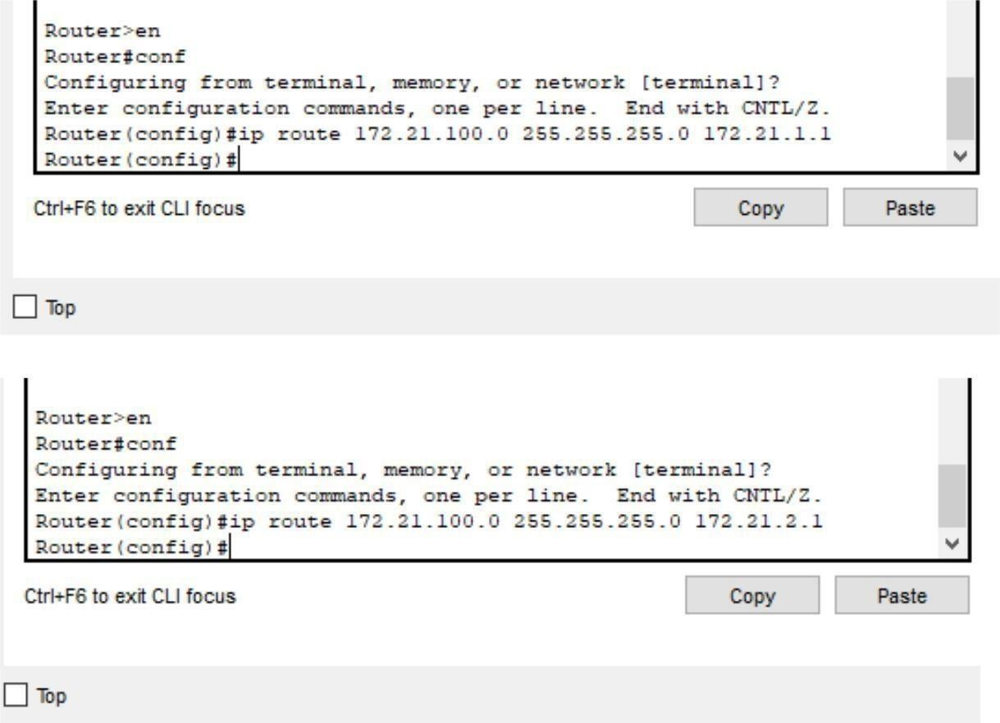 Router>en
Router#conf
Configuring from terminal, memory, or network [terminal]?
Enter configuration commands, one per line.  End with CNTL/Z.
Router(config)#ip route 172.21.100.0 255.255.255.0 172.21.1.1
Router(config)#
Ctrl+F6 to exit CLI focus
Copy
Paste
Top
Router>en
Router#conf
Configuring from terminal, memory, or network [terminal]?
Enter configuration commands, one per line.  End with CNTL/Z.
Router(config)#ip route 172.21.100.0 255.255.255.0 172.21.2.1
Router(config)#
Ctrl+F6 to exit CLI focus
Copy
Paste
Top